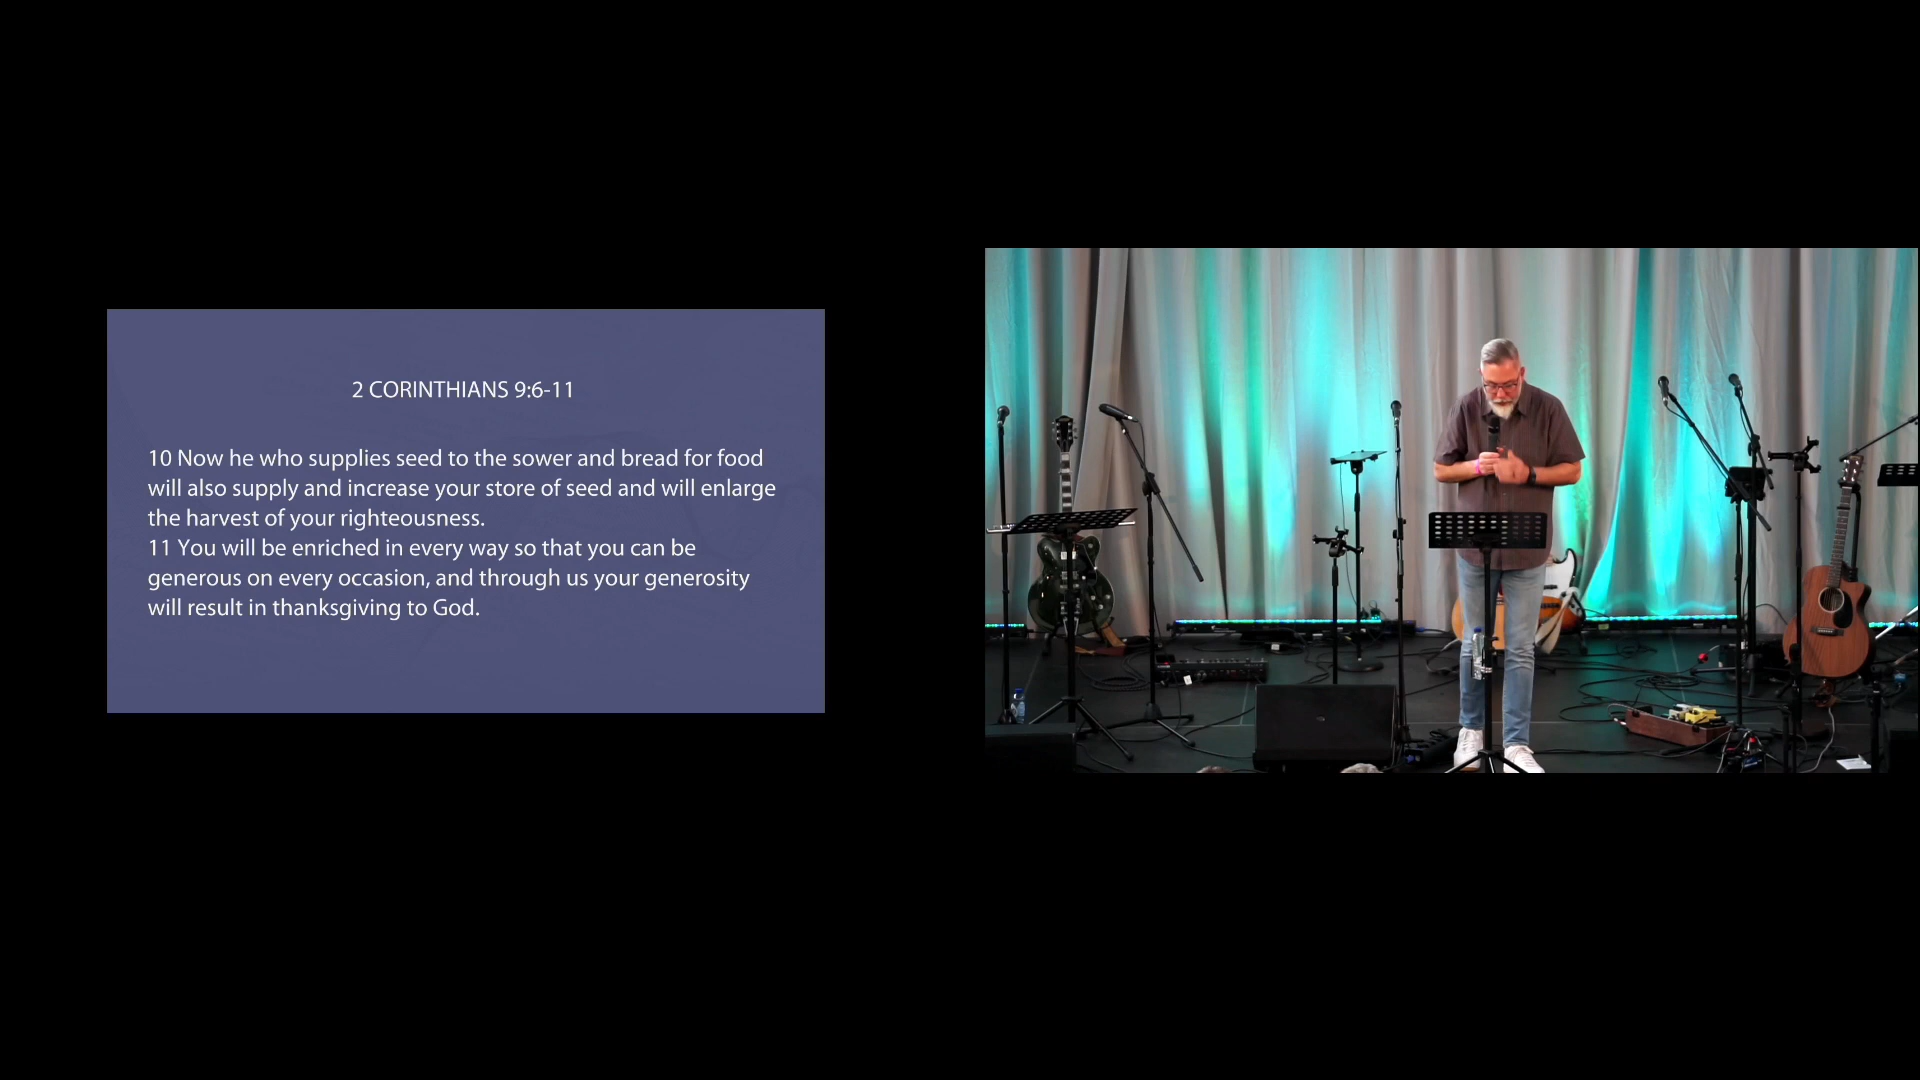 2 CORINTHIANS 9:6-11
10 Now he who supplies seed to the sower and bread for food
will also supply and increase your store of seed and will enlarge
the harvest of your righteousness.
11 You will be enriched in every way so that you can be
generous on every occasion, and through us your generosity
will result in thanksgiving to God.